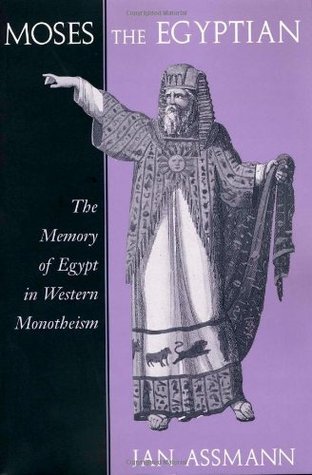 MOSES THE EGYPTIAN
The
Memory
of Egypt
in Western
Monotheism
JAN ASSMANN